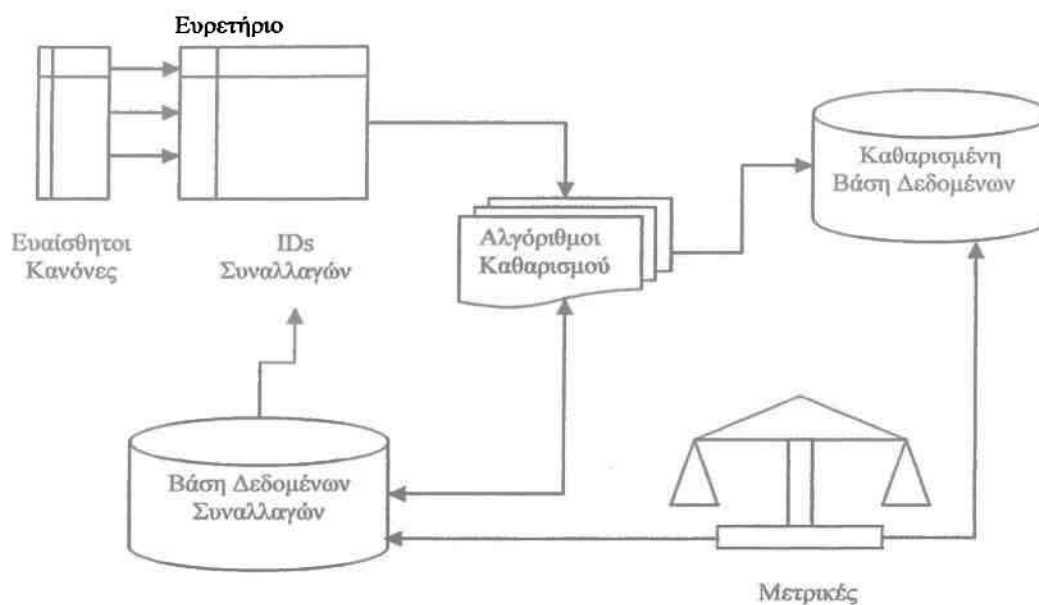 Ευρετήριο
Ευαίσθητοι
Κανόνες
IDs
Συναλλαγών
Αλγόριθμοι
Καθαρισμού
Καθαρισμένη
Βάση Δεδομένων
Βάση Δεδομένων
Συναλλαγών
Μετρικές